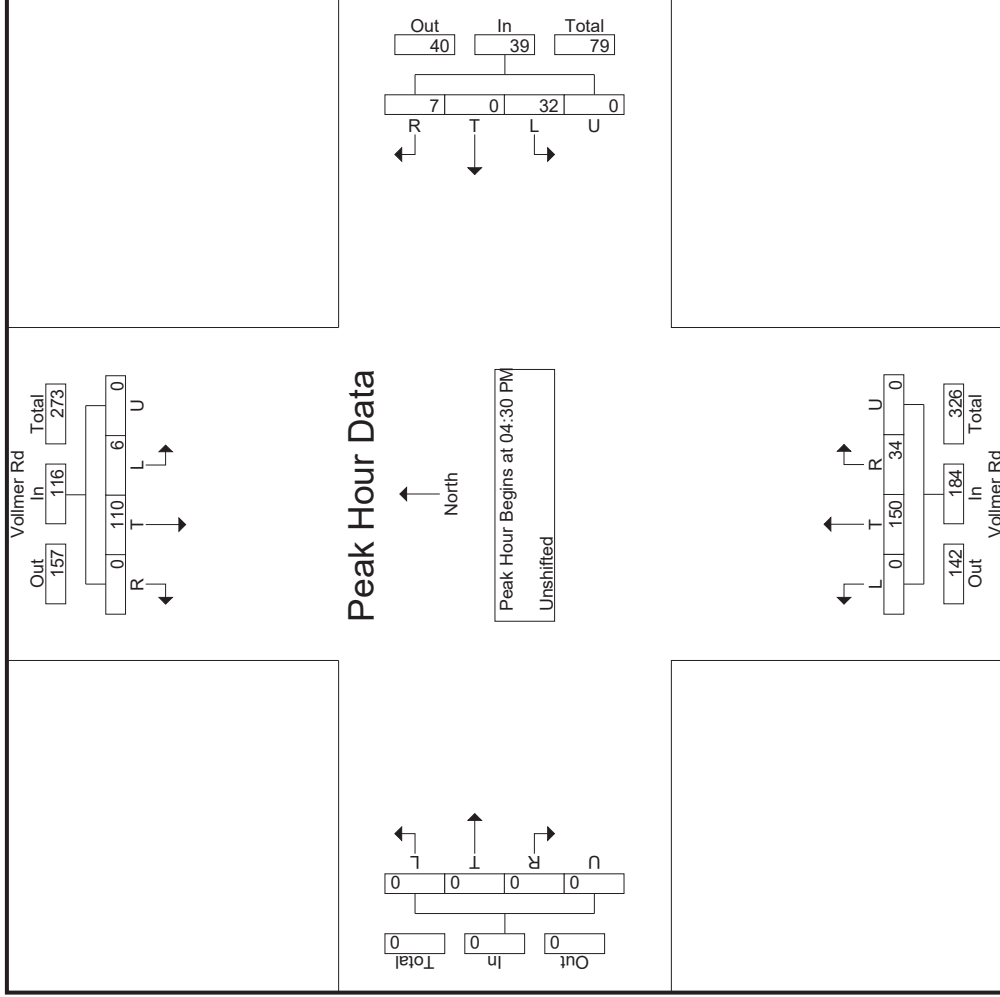 Out In Total
40 39 79
7 0 32 0
R T L U
Vollmer Rd
Out In Total
157 116 273
0 110 6 0
R T L U
Peak Hour Data
North
Peak Hour Begins at 04:30 PM
Unshifted
L T R U
0 150 34 0
142 184 326
Out In Total
Vollmer Rd
L T R U
0 0 0 0
0 0 0
Total In Out